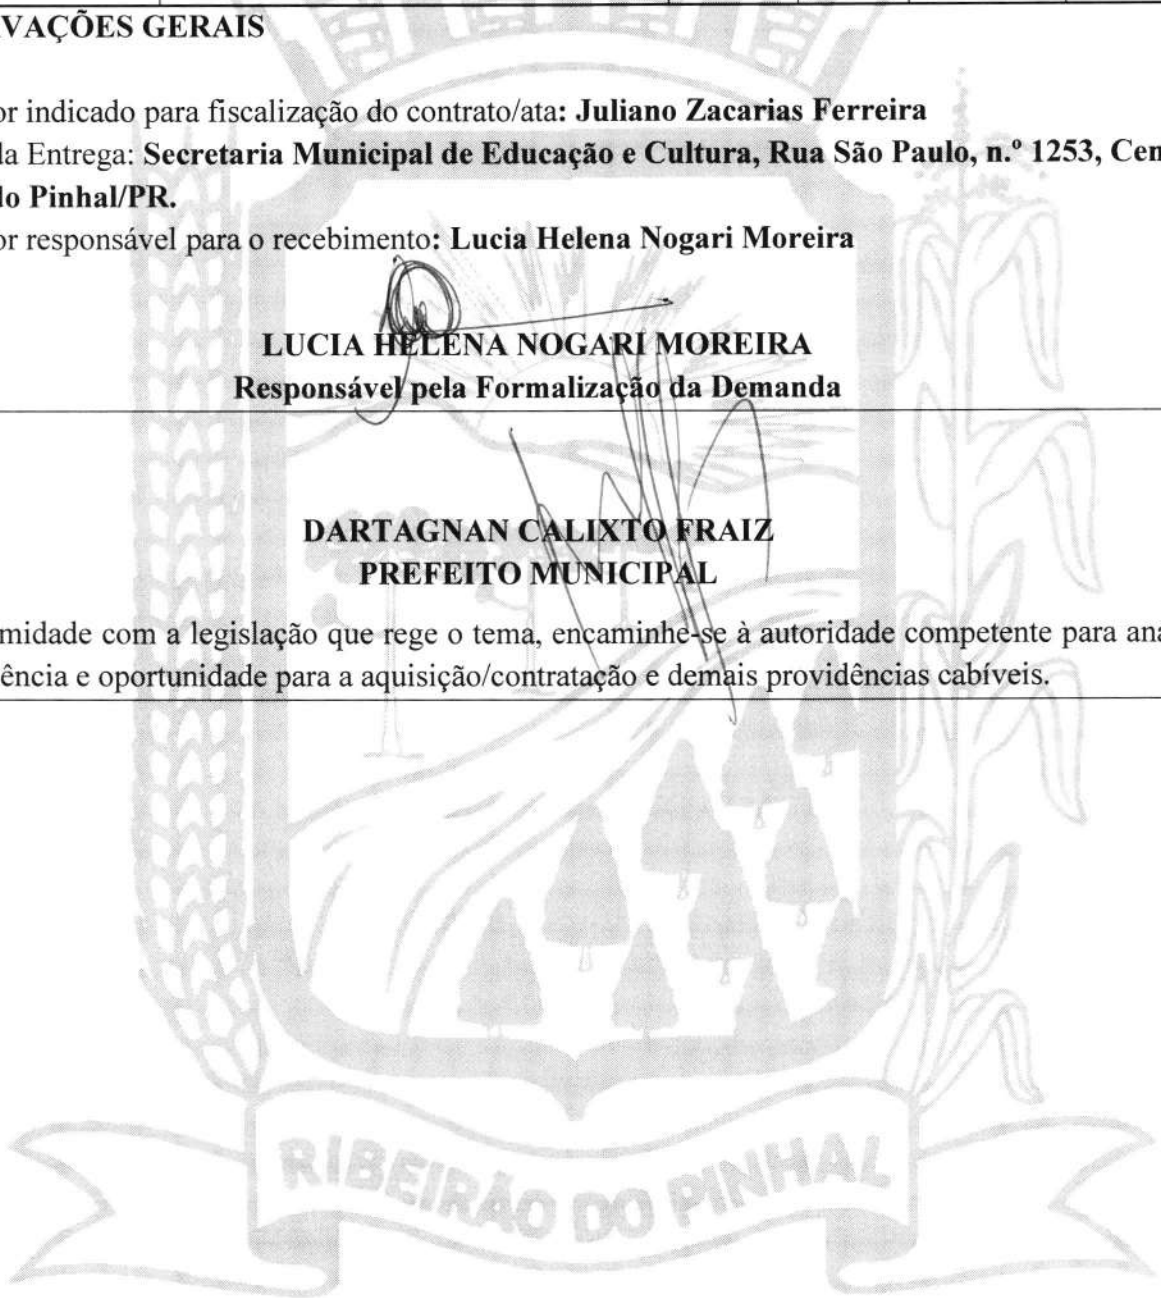 VAÇÕES GERAIS
or indicado para fiscalização do contrato/ata: Juliano Zacarias Ferreira
la Entrega: Secretaria Municipal de Educação e Cultura, Rua São Paulo, n.º 1253, Cen
lo Pinhal/PR.
or responsável para o recebimento: Lucia Helena Nogari Moreira
LUCIA HELENA NOGARI MOREIRA
Responsável pela Formalização da Demanda
DARTAGNAN CALIXTO FRAIZ
PREFEITO MUNICIPAL
midade com a legislação que rege o tema, encaminhe-se à autoridade competente para aná
ência e oportunidade para a aquisição/contratação e demais providências cabíveis.
RIBEIRÃO DO PINHAL